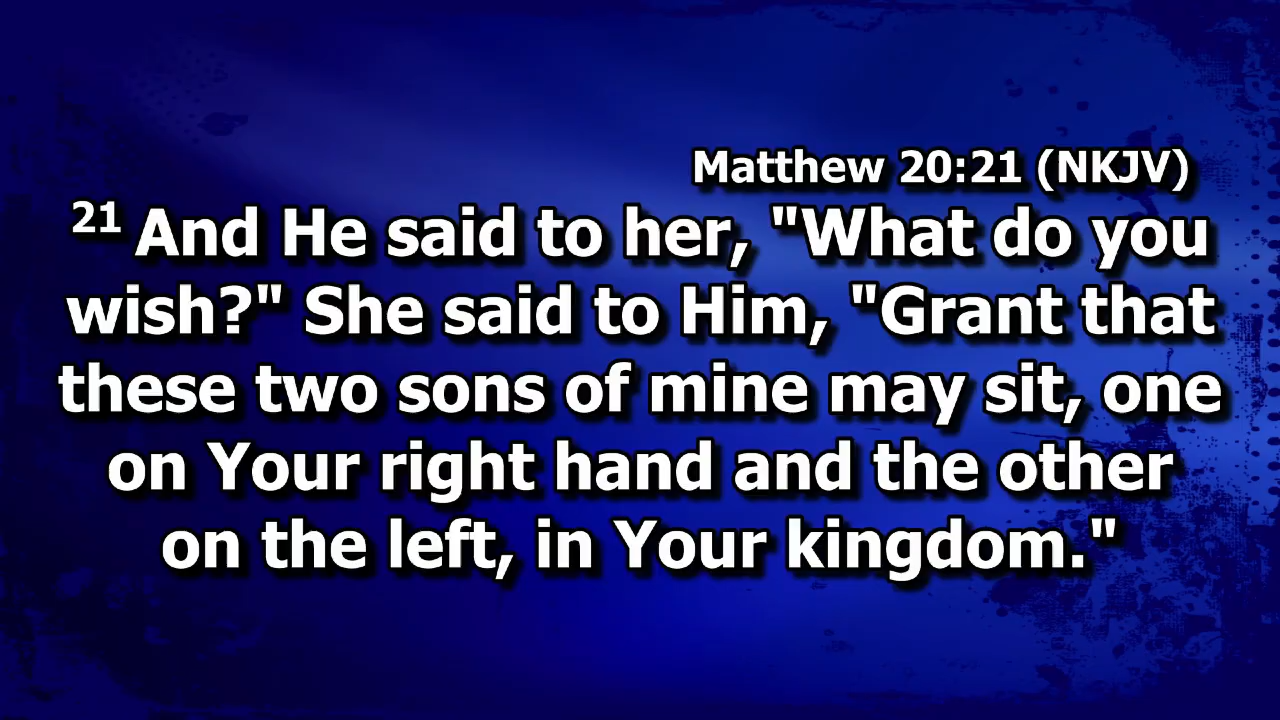 Matthew 20:21 (NKJV)
21 And He said to her, "What do you
wish?" She said to Him, "Grant that
these two sons of mine may sit, one
on Your right hand and the other
on the left, in Your kingdom."